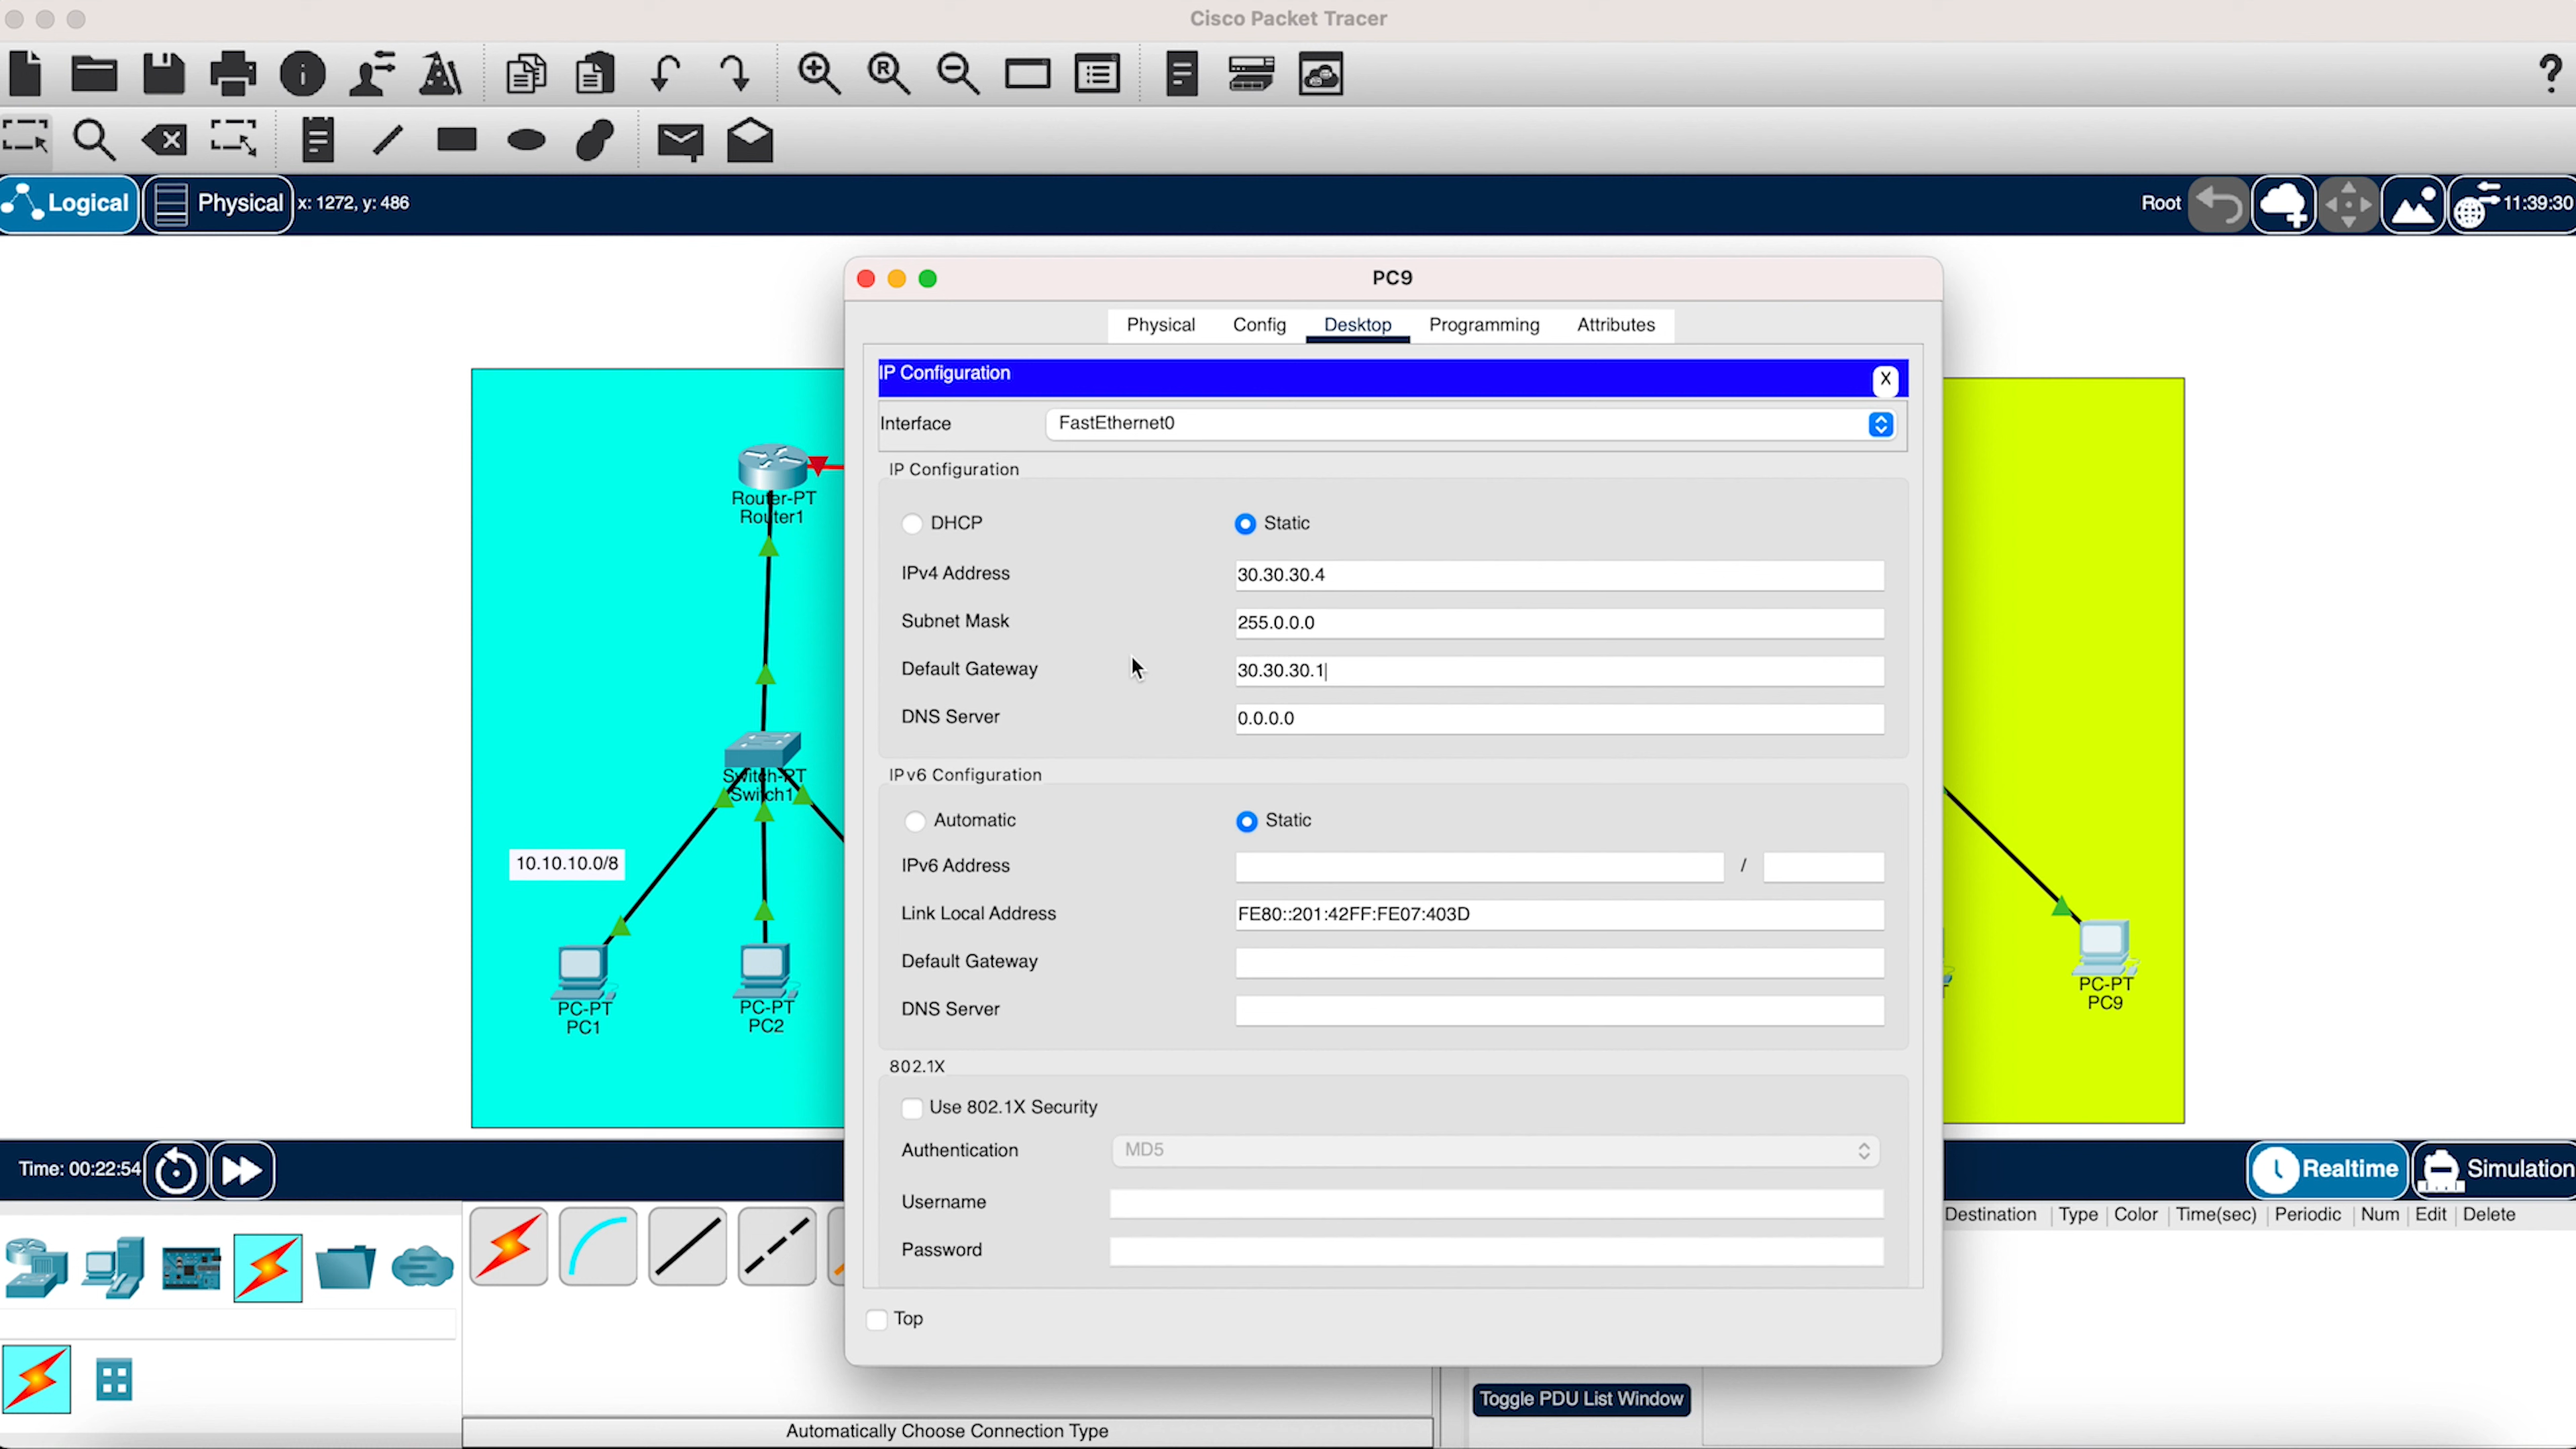 Cisco Packet Tracer
?
R
Logical
Physical
x: 1272, y: 486
Root
11:39:30
PC9
Physical
Config
Desktop
Programming
Attributes
IP Configuration
X
Interface
FastEthernet0
IP Configuration
DHCP
Static
IPv4 Address
30.30.30.4
Subnet Mask
255.0.0.0
Default Gateway
30.30.30.1
DNS Server
0.0.0.0
IPv6 Configuration
Automatic
Static
IPv6 Address
/
Link Local Address
FE80::201:42FF:FE07:403D
Default Gateway
DNS Server
802.1X
Use 802.1X Security
Authentication
MD5
Username
Password
Top
Router-PT
Router1
Switch-PT
Switch1
10.10.10.0/8
PC-PT
PC1
PC-PT
PC2
PC-PT
PC9
Time: 00:22:54
Realtime
Simulation
Destination
Type
Color
Time(sec)
Periodic
Num
Edit
Delete
Toggle PDU List Window
Automatically Choose Connection Type